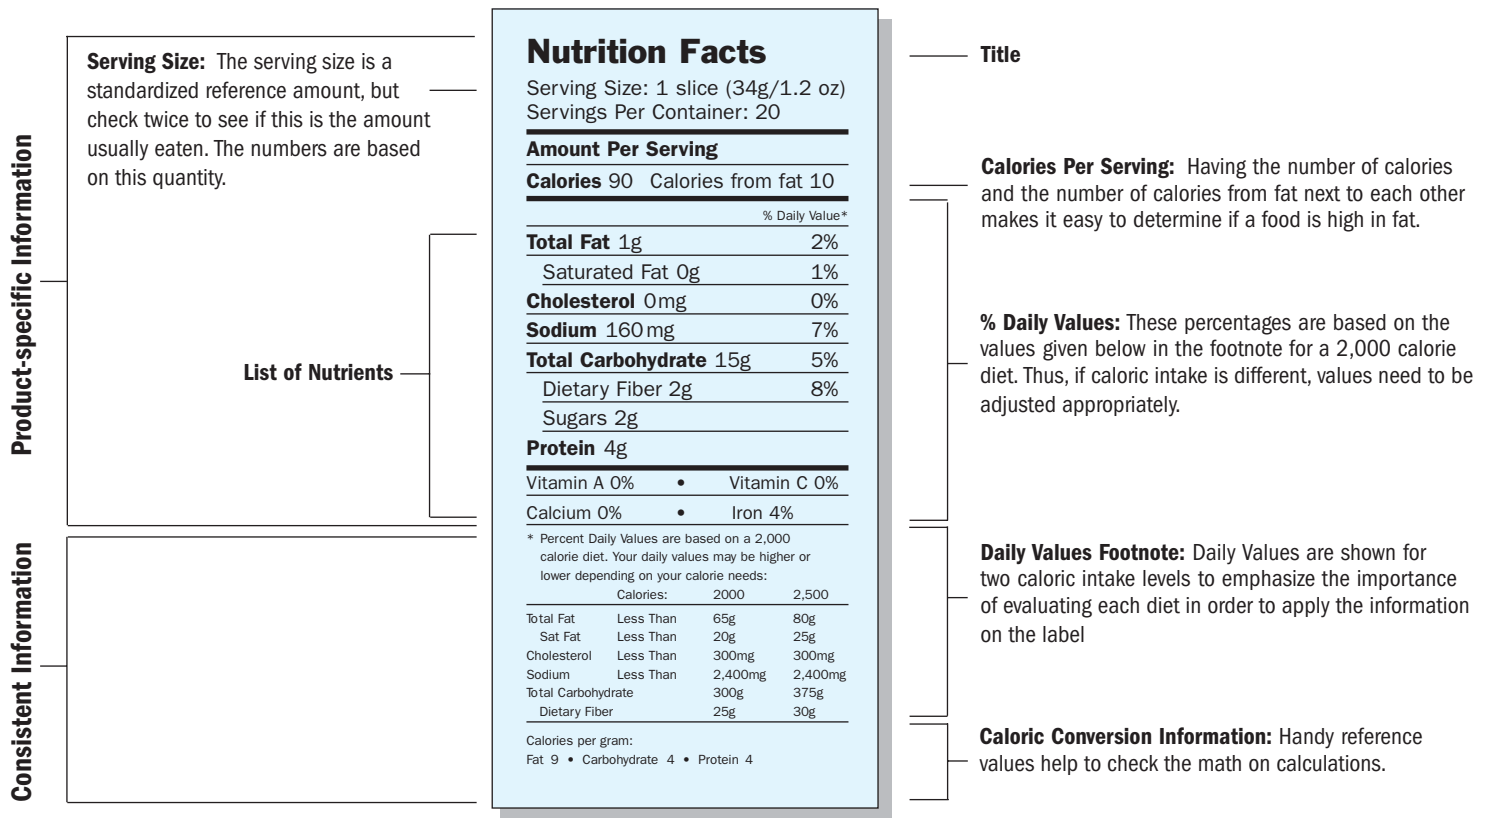 Product-specific Information
Serving Size: The serving size is a
standardized reference amount, but
check twice to see if this is the amount
usually eaten. The numbers are based
on this quantity.
List of Nutrients
Consistent Information
Nutrition Facts
Serving Size: 1 slice (34g/1.2 oz)
Servings Per Container: 20
Amount Per Serving
Calories 90 Calories from fat 10
% Daily Value*
Total Fat 1g 2%
Saturated Fat 0g 1%
Cholesterol 0mg 0%
Sodium 160mg 7%
Total Carbohydrate 15g 5%
Dietary Fiber 2g 8%
Sugars 2g
Protein 4g
Vitamin A 0% • Vitamin C 0%
Calcium 0% • Iron 4%
* Percent Daily Values are based on a 2,000
calorie diet. Your daily values may be higher or
lower depending on your calorie needs:
Calories: 2000 2,500
Total Fat Less Than 65g 80g
Sat Fat Less Than 20g 25g
Cholesterol Less Than 300mg 300mg
Sodium Less Than 2,400mg 2,400mg
Total Carbohydrate 300g 375g
Dietary Fiber 25g 30g
Calories per gram:
Fat 9 • Carbohydrate 4 • Protein 4
Title
Calories Per Serving: Having the number of calories
and the number of calories from fat next to each other
makes it easy to determine if a food is high in fat.
% Daily Values: These percentages are based on the
values given below in the footnote for a 2,000 calorie
diet. Thus, if caloric intake is different, values need to be
adjusted appropriately.
Daily Values Footnote: Daily Values are shown for
two caloric intake levels to emphasize the importance
of evaluating each diet in order to apply the information
on the label
Caloric Conversion Information: Handy reference
values help to check the math on calculations.